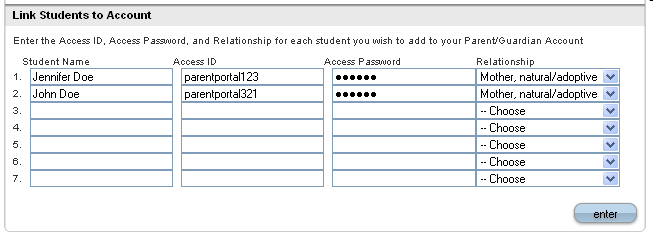 Link Students to Account
Enter the Access ID, Access Password, and Relationship for each student you wish to add to your Parent/Guardian Account
Student Name Access ID Access Password Relationship
1. Jennifer Doe parentportal123 ●●●●●● Mother, natural/adoptive
2. John Doe parentportal321 ●●●●●● Mother, natural/adoptive
3. -- Choose
4. -- Choose
5. -- Choose
6. -- Choose
7. -- Choose
enter